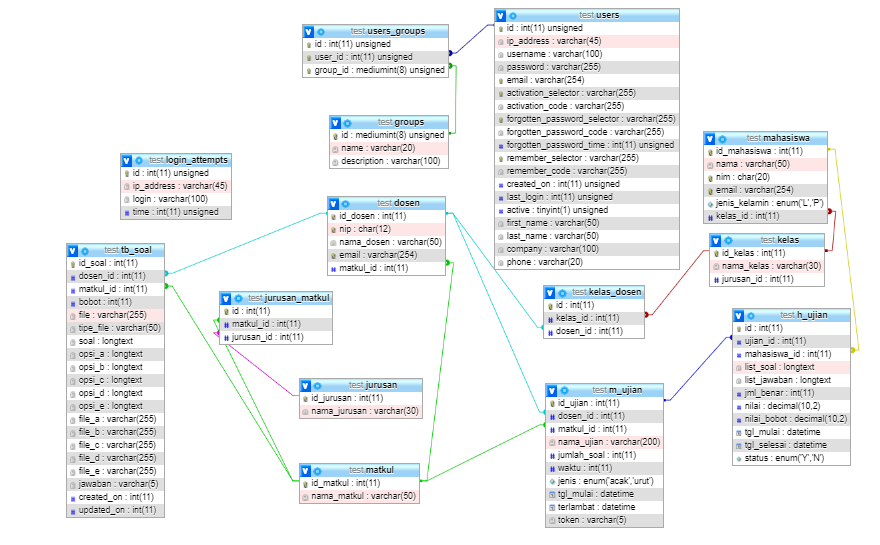 test users_groups
id : int(11) unsigned
user_id : int(11) unsigned
group_id : mediumint(8) unsigned
test users
id : int(11) unsigned
ip_address : varchar(45)
username : varchar(100)
password : varchar(255)
email : varchar(254)
activation_selector : varchar(255)
activation_code : varchar(255)
forgotten_password_selector : varchar(255)
forgotten_password_code : varchar(255)
forgotten_password_time : int(11) unsigned
remember_selector : varchar(255)
remember_code : varchar(255)
created_on : int(11) unsigned
last_login : int(11) unsigned
active : tinyint(1) unsigned
first_name : varchar(50)
last_name : varchar(50)
company : varchar(100)
phone : varchar(20)
test groups
id : mediumint(8) unsigned
name : varchar(20)
description : varchar(100)
test mahasiswa
id_mahasiswa : int(11)
nama : varchar(50)
nim : char(20)
email : varchar(254)
jenis_kelamin : enum('L','P')
kelas_id : int(11)
test login_attempts
id : int(11) unsigned
ip_address : varchar(45)
login : varchar(100)
time : int(11) unsigned
test dosen
id_dosen : int(11)
nip : char(12)
nama_dosen : varchar(50)
email : varchar(254)
matkul_id : int(11)
test kelas
id_kelas : int(11)
nama_kelas : varchar(30)
jurusan_id : int(11)
test tb_soal
id_soal : int(11)
dosen_id : int(11)
matkul_id : int(11)
bobot : int(11)
file : varchar(255)
tipe_file : varchar(50)
soal : longtext
opsi_a : longtext
opsi_b : longtext
opsi_c : longtext
opsi_d : longtext
opsi_e : longtext
file_a : varchar(255)
file_b : varchar(255)
file_c : varchar(255)
file_d : varchar(255)
file_e : varchar(255)
jawaban : varchar(5)
created_on : int(11)
updated_on : int(11)
test jurusan_matkul
id : int(11)
matkul_id : int(11)
jurusan_id : int(11)
test kelas_dosen
id : int(11)
kelas_id : int(11)
dosen_id : int(11)
test h_ujian
id : int(11)
ujian_id : int(11)
mahasiswa_id : int(11)
list_soal : longtext
list_jawaban : longtext
jml_benar : int(11)
nilai : decimal(10,2)
nilai_bobot : decimal(10,2)
tgl_mulai : datetime
tgl_selesai : datetime
status : enum('Y','N')
test jurusan
id_jurusan : int(11)
nama_jurusan : varchar(30)
test m_ujian
id_ujian : int(11)
dosen_id : int(11)
matkul_id : int(11)
nama_ujian : varchar(200)
jumlah_soal : int(11)
waktu : int(11)
jenis : enum('acak','urut')
tgl_mulai : datetime
terlambat : datetime
token : varchar(5)
test matkul
id_matkul : int(11)
nama_matkul : varchar(50)